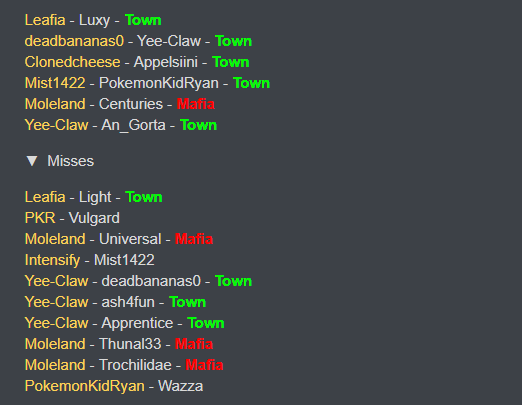 Leafia - Luxy - Town
deadbananas0 - Yee-Claw - Town
Clonedcheese - Appelsiini - Town
Mist1422 - PokemonKidRyan - Town
Moleland - Centuries - Mafia
Yee-Claw - An_Gorta - Town
▼ Misses
Leafia - Light - Town
PKR - Vulgard
Moleland - Universal - Mafia
Intensify - Mist1422
Yee-Claw - deadbananas0 - Town
Yee-Claw - ash4fun - Town
Yee-Claw - Apprentice - Town
Moleland - Thunal33 - Mafia
Moleland - Trochilidae - Mafia
PokemonKidRyan - Wazza